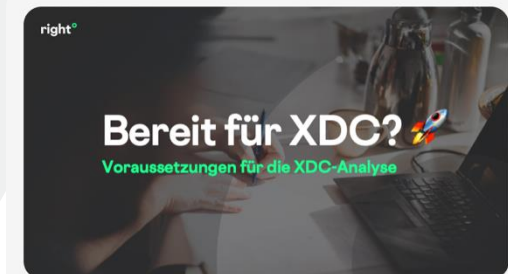 right°
Bereit für XDC? 🚀
Voraussetzungen für die XDC-Analyse